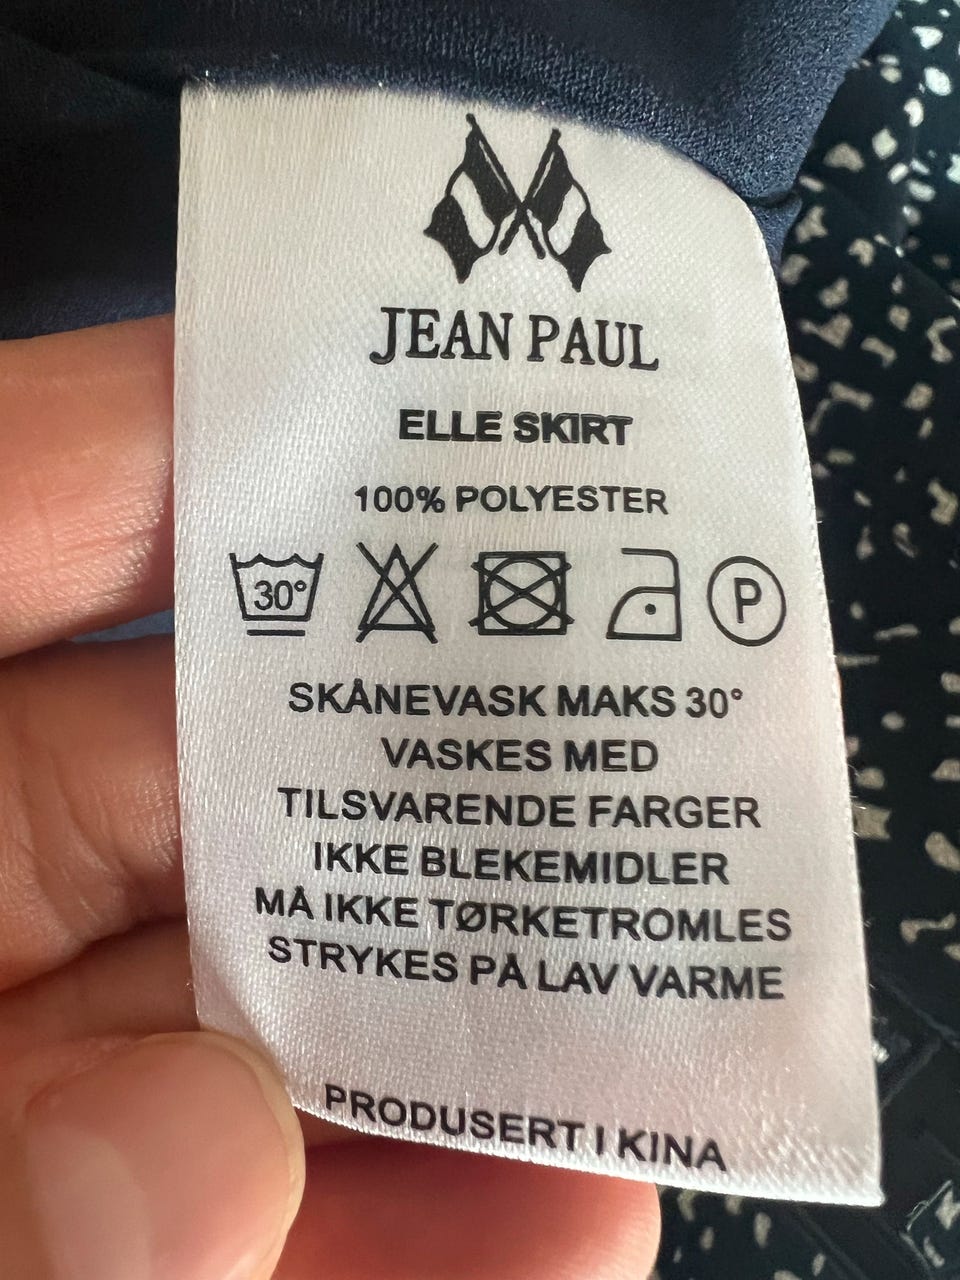 JEAN PAUL
ELLE SKIRT
100% POLYESTER
30° P
SKÅNEVASK MAKS 30°
VASKES MED
TILSVARENDE FARGER
IKKE BLEKEMIDLER
MÅ IKKE TØRKETROMLES
STRYKES PÅ LAV VARME
PRODUSERT I KINA